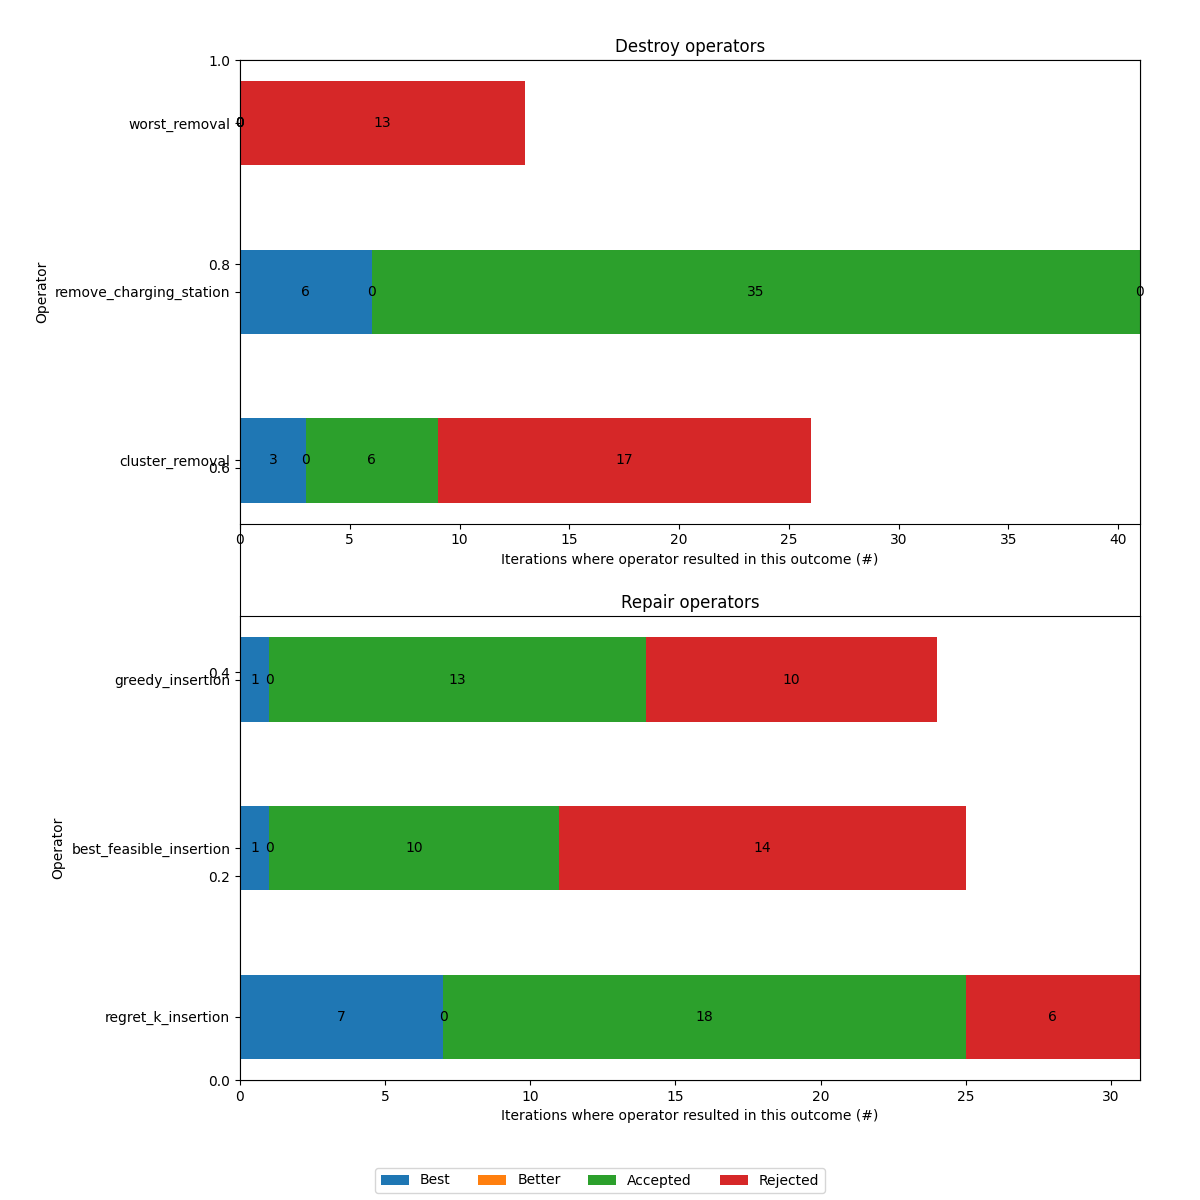 Destroy operators
1.0
worst_removal 0 13
Operator
0.8
remove_charging_station 6 0 35 0
cluster_removal 3 0 6 17
0.6
0 5 10 15 20 25 30 35 40
Iterations where operator resulted in this outcome (#)
Repair operators
0.4
greedy_insertion 1 0 13 10
Operator
best_feasible_insertion 1 0 10 14
0.2
regret_k_insertion 7 0 18 6
0.0
0 5 10 15 20 25 30
Iterations where operator resulted in this outcome (#)
Best Better Accepted Rejected